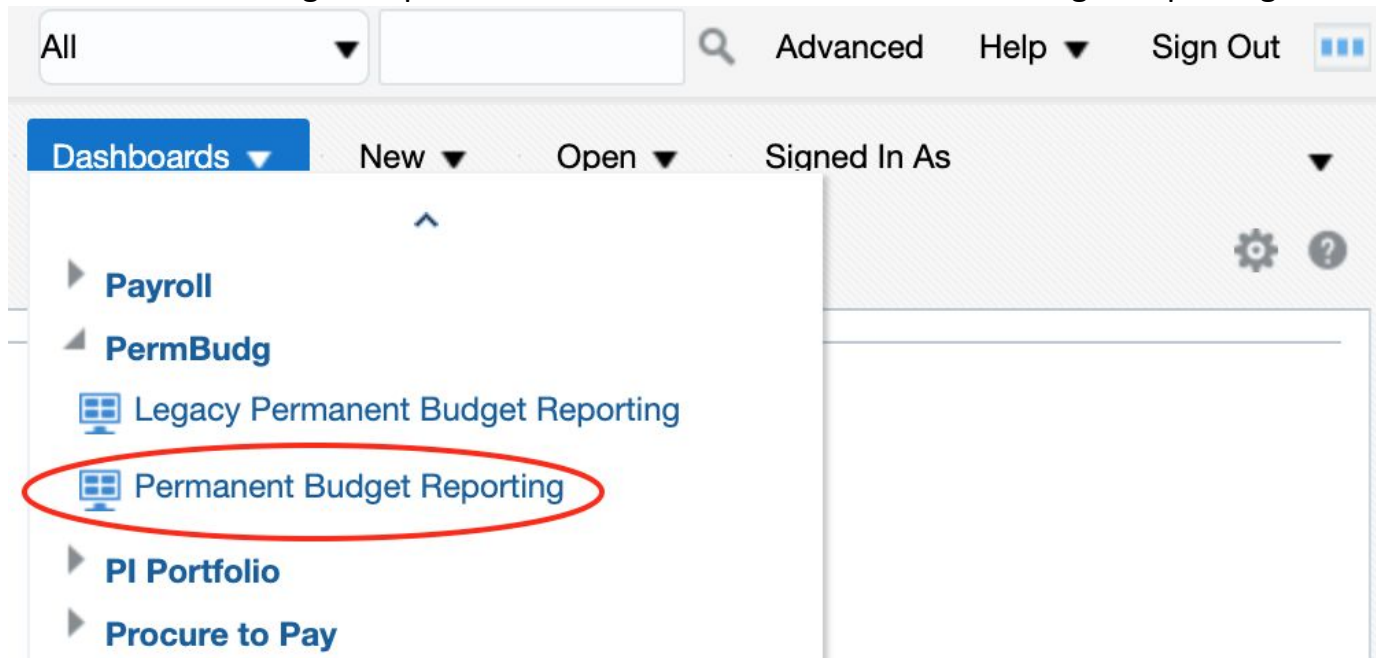 All Advanced Help Sign Out
Dashboards New Open Signed In As
Payroll
PermBudg
Legacy Permanent Budget Reporting
Permanent Budget Reporting
PI Portfolio
Procure to Pay